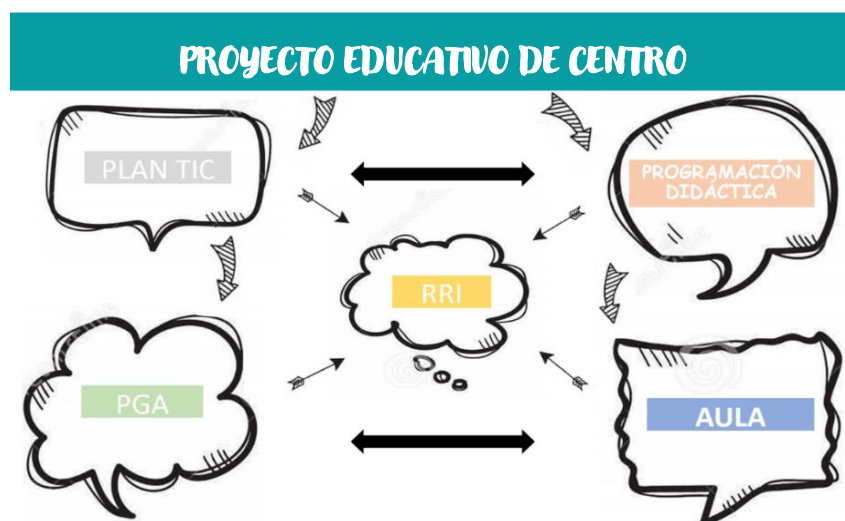 PROYECTO EDUCATIVO DE CENTRO
PLAN TIC
PROGRAMACIÓN
DIDÁCTICA
RRI
PGA
AULA